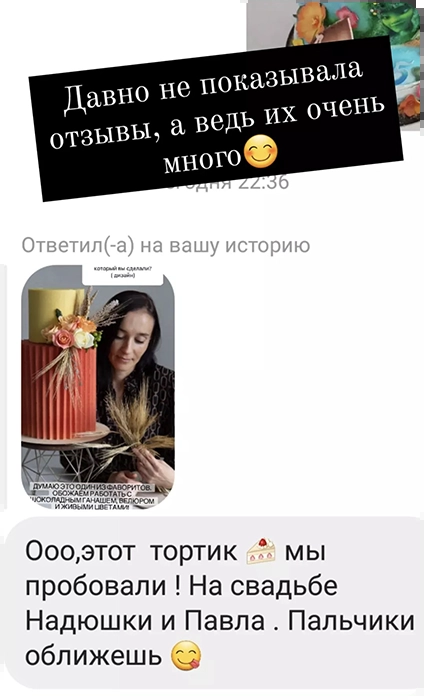 Давно не показывала
отзывы, а ведь их очень
много😊
22:36
Ответил(-а) на вашу историю
который вы сделали?
(дизайн)
ДУМАЮ ЭТО ОДИН ИЗ ФАВОРИТОВ.
ОБОЖАЕМ РАБОТАТЬ С
ШОКОЛАДНЫМ ГАНАШЕМ, ВЕЛЮРОМ
И ЖИВЫМИ ЦВЕТАМИ
Ооо,этот тортик 🍰 мы
пробовали ! На свадьбе
Надюшки и Павла . Пальчики
оближешь 😋